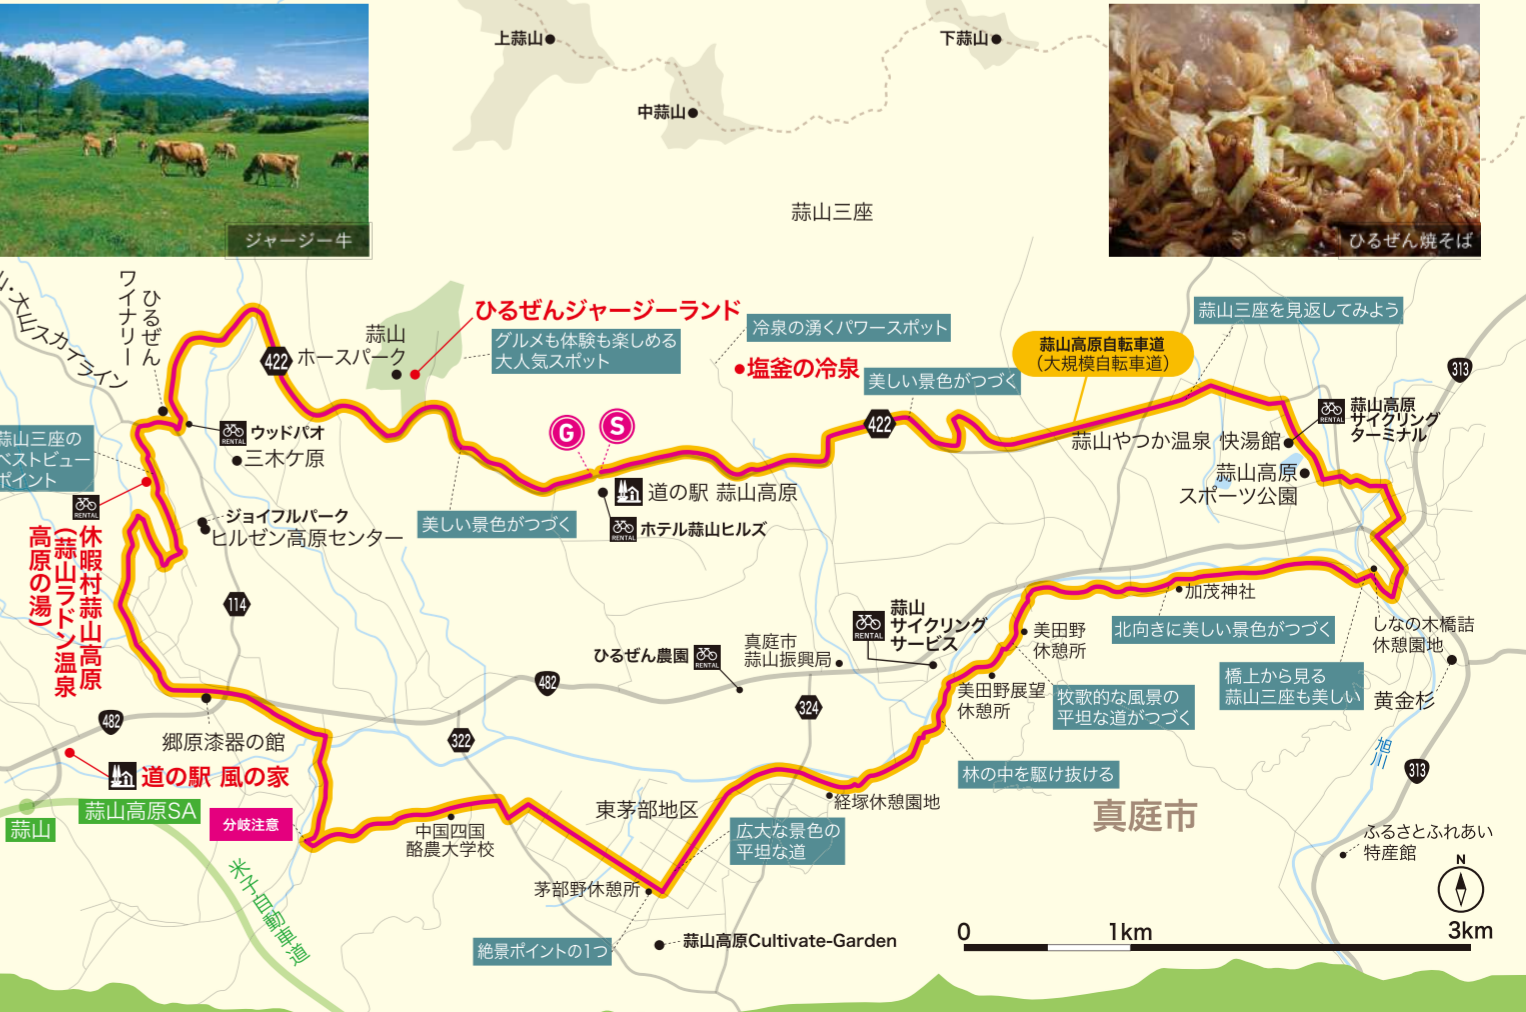 上蒜山
下蒜山
中蒜山
蒜山三座
ジャージー牛
ひるぜん焼そば
山・大山スカイライン
ひるぜん
ワイナリー
422
蒜山
ホースパーク
ひるぜんジャージーランド
グルメも体験も楽しめる
大人気スポット
冷泉の湧くパワースポット
塩釜の冷泉
美しい景色がつづく
蒜山高原自転車道
(大規模自転車道)
蒜山三座を見返してみよう
313
RENTAL
蒜山高原
サイクリング
ターミナル
蒜山やつか温泉 快湯館
蒜山高原
スポーツ公園
422
G
S
RENTAL
ウッドパオ
三木ケ原
蒜山三座の
ベストビュー
ポイント
RENTAL
ジョイフルパーク
ヒルゼン高原センター
美しい景色がつづく
道の駅 蒜山高原
RENTAL
ホテル蒜山ヒルズ
休暇村蒜山高原
(蒜山ラドン温泉
高原の湯)
114
482
482
322
324
ひるぜん農園
RENTAL
真庭市
蒜山振興局
RENTAL
蒜山
サイクリング
サービス
美田野
休憩所
美田野展望
休憩所
加茂神社
北向きに美しい景色がつづく
しなの木橋詰
休憩園地
橋上から見る
蒜山三座も美しい
黄金杉
牧歌的な風景の
平坦な道がつづく
旭川
313
林の中を駆け抜ける
郷原漆器の館
道の駅 風の家
蒜山高原SA
蒜山
分岐注意
米子自動車道
中国四国
酪農大学校
東茅部地区
経塚休憩園地
広大な景色の
平坦な道
茅部野休憩所
絶景ポイントの1つ
蒜山高原Cultivate-Garden
真庭市
ふるさとふれあい
特産館
N
0
1km
3km